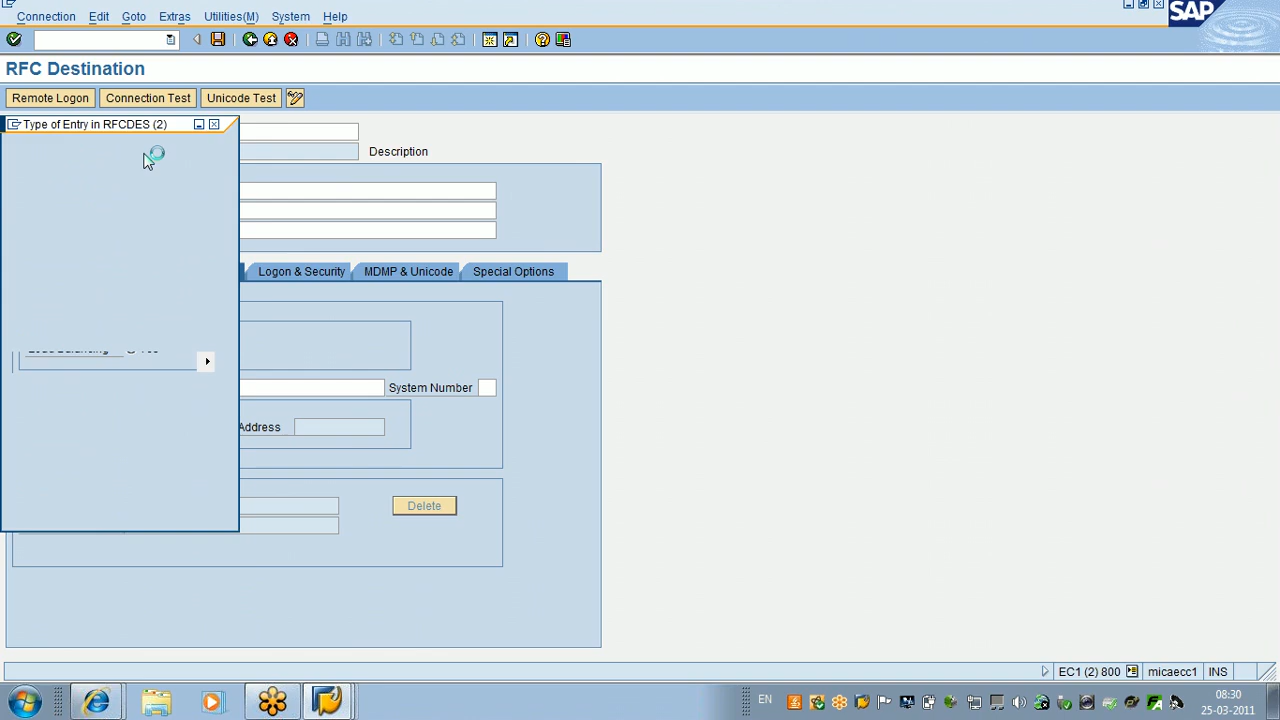 Connection Edit Goto Extras Utilities(M) System Help
SAP
RFC Destination
Remote Logon Connection Test Unicode Test
Type of Entry in RFCDES (2)
Description
Logon & Security MDMP & Unicode Special Options
System Number
Address
Delete
EC1 (2) 800 micaecc1 INS
EN
08:30
25-03-2011